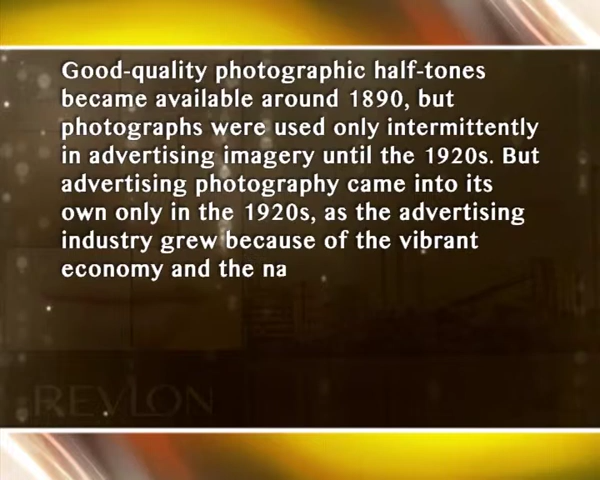 Good-quality photographic half-tones
became available around 1890, but
photographs were used only intermittently
in advertising imagery until the 1920s. But
advertising photography came into its
own only in the 1920s, as the advertising
industry grew because of the vibrant
economy and the na
REVLON